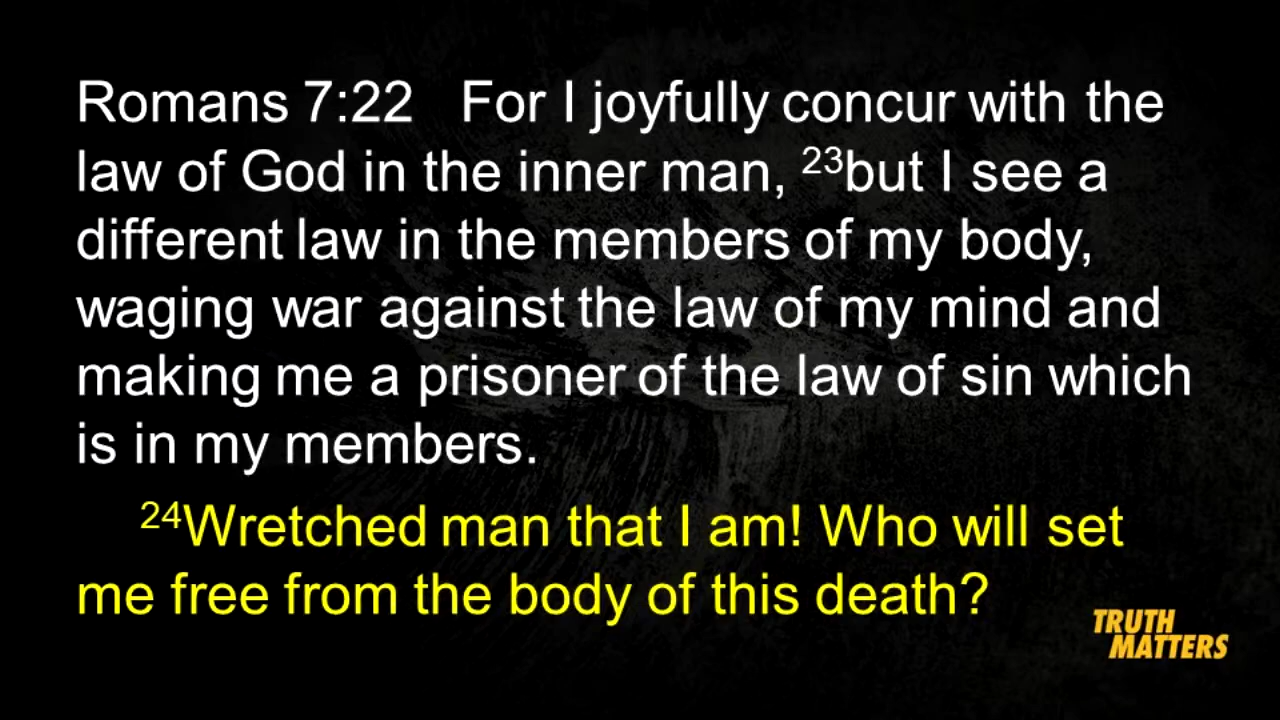 Romans 7:22 For I joyfully concur with the
law of God in the inner man, 23but I see a
different law in the members of my body,
waging war against the law of my mind and
making me a prisoner of the law of sin which
is in my members.
24Wretched man that I am! Who will set
me free from the body of this death?
TRUTH
MATTERS